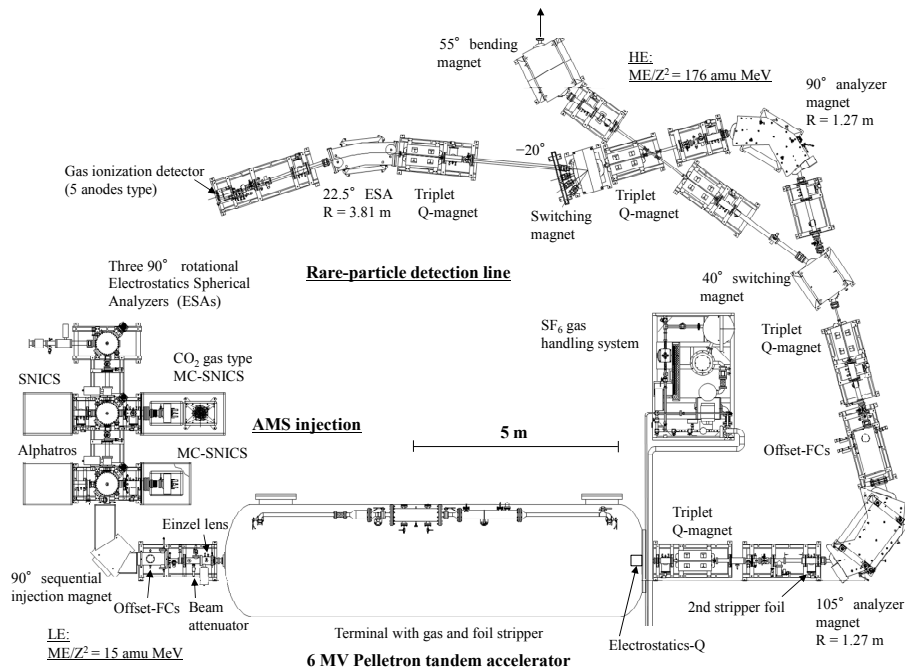 55° bending
magnet
HE:
ME/Z² = 176 amu MeV
90° analyzer
magnet
R = 1.27 m
−20°
Gas ionization detector
(5 anodes type)
22.5° ESA
R = 3.81 m
Triplet
Q-magnet
Switching
magnet
Triplet
Q-magnet
Rare-particle detection line
Three 90° rotational
Electrostatics Spherical
Analyzers (ESAs)
40° switching
magnet
SF₆ gas
handling system
Triplet
Q-magnet
SNICS
CO₂ gas type
MC-SNICS
AMS injection
5 m
Alphatros
MC-SNICS
Offset-FCs
Einzel lens
Triplet
Q-magnet
90° sequential
injection magnet
Offset-FCs
Beam
attenuator
2nd stripper foil
105° analyzer
magnet
R = 1.27 m
LE:
ME/Z² = 15 amu MeV
Terminal with gas and foil stripper
Electrostatics-Q
6 MV Pelletron tandem accelerator